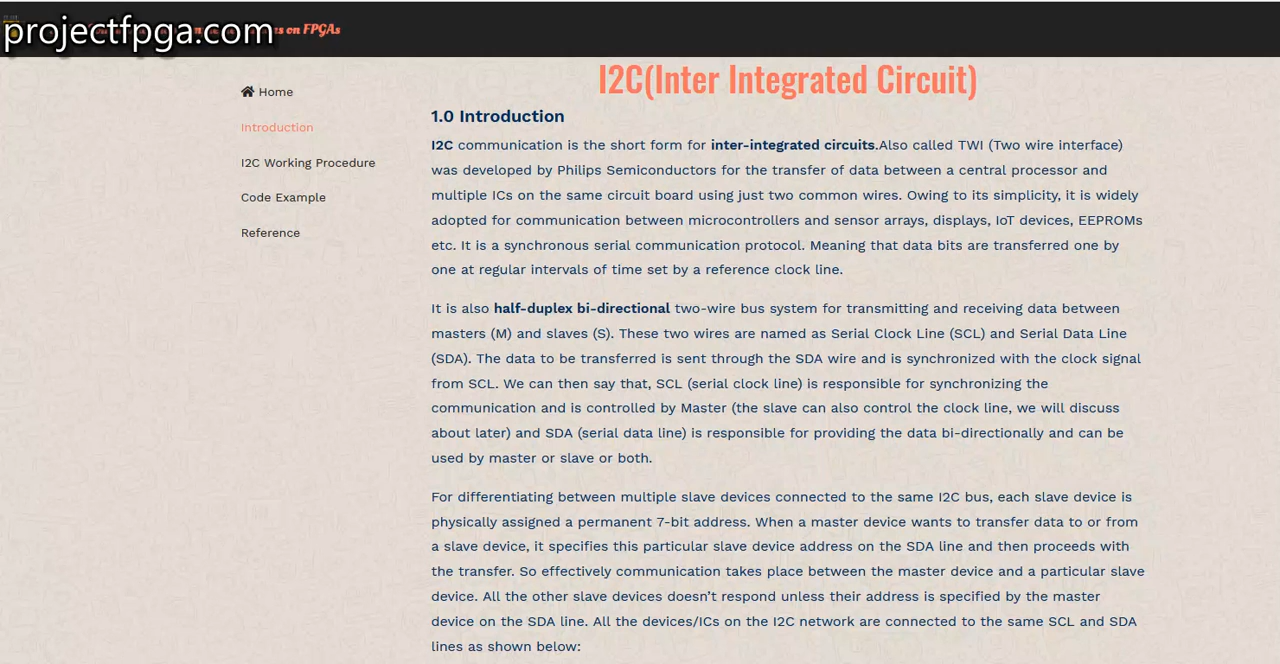 projectfpga.com
s on FPGAs
Home
Introduction
I2C Working Procedure
Code Example
Reference
I2C(Inter Integrated Circuit)
1.0 Introduction
I2C communication is the short form for inter-integrated circuits.Also called TWI (Two wire interface)
was developed by Philips Semiconductors for the transfer of data between a central processor and
multiple ICs on the same circuit board using just two common wires. Owing to its simplicity, it is widely
adopted for communication between microcontrollers and sensor arrays, displays, IoT devices, EEPROMs
etc. It is a synchronous serial communication protocol. Meaning that data bits are transferred one by
one at regular intervals of time set by a reference clock line.
It is also half-duplex bi-directional two-wire bus system for transmitting and receiving data between
masters (M) and slaves (S). These two wires are named as Serial Clock Line (SCL) and Serial Data Line
(SDA). The data to be transferred is sent through the SDA wire and is synchronized with the clock signal
from SCL. We can then say that, SCL (serial clock line) is responsible for synchronizing the
communication and is controlled by Master (the slave can also control the clock line, we will discuss
about later) and SDA (serial data line) is responsible for providing the data bi-directionally and can be
used by master or slave or both.
For differentiating between multiple slave devices connected to the same I2C bus, each slave device is
physically assigned a permanent 7-bit address. When a master device wants to transfer data to or from
a slave device, it specifies this particular slave device address on the SDA line and then proceeds with
the transfer. So effectively communication takes place between the master device and a particular slave
device. All the other slave devices doesn’t respond unless their address is specified by the master
device on the SDA line. All the devices/ICs on the I2C network are connected to the same SCL and SDA
lines as shown below: